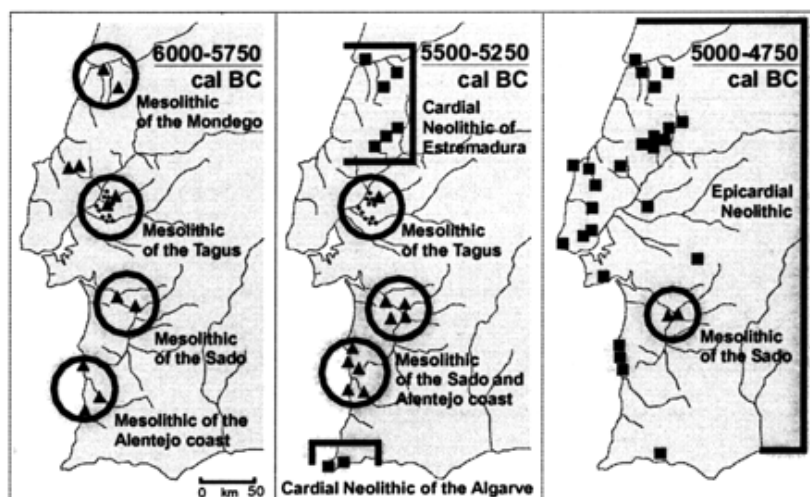 6000-5750
cal BC
Mesolithic
of the Mondego
Mesolithic
of the Tagus
Mesolithic
of the Sado
Mesolithic of the
Alentejo coast
0 km 50
5500-5250
cal BC
Cardial
Neolithic of
Estremadura
Mesolithic
of the Tagus
Mesolithic
of the Sado and
Alentejo coast
Cardial Neolithic of the Algarve
5000-4750
cal BC
Epicardial
Neolithic
Mesolithic
of the Sado